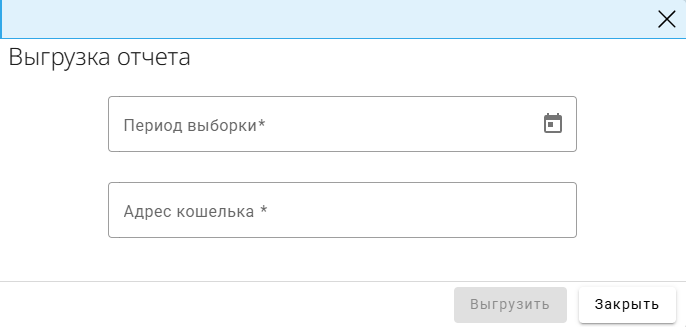 Выгрузка отчета
Период выборки*
Адрес кошелька *
Выгрузить Закрыть